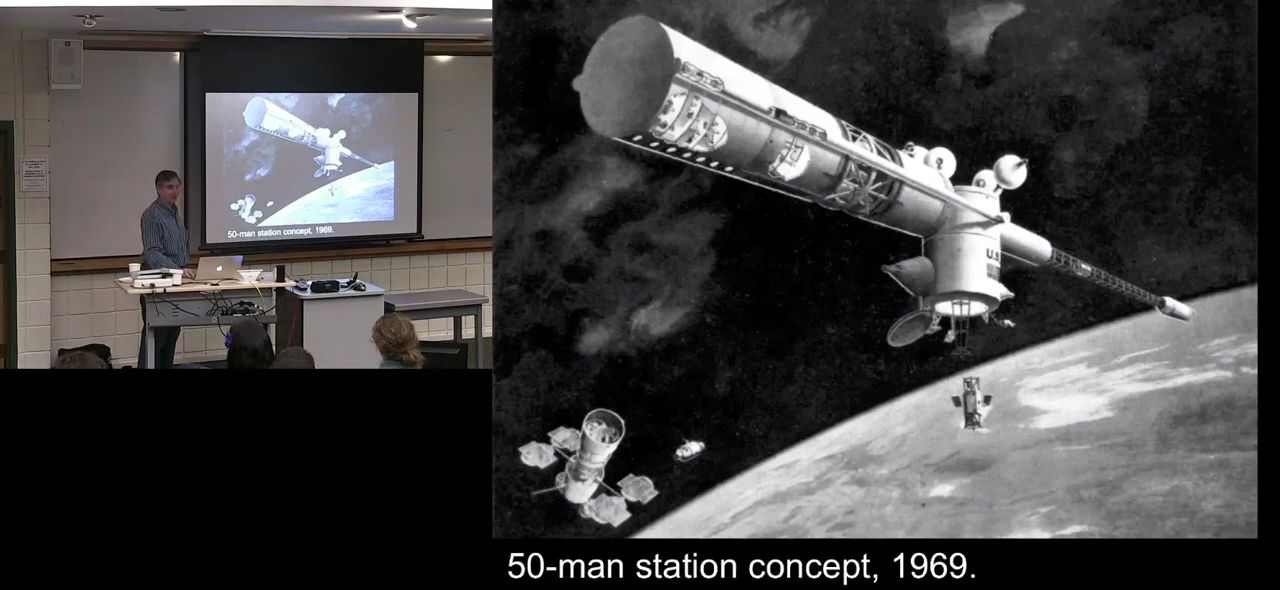 50-man station concept, 1969.
U.S.
50-man station concept, 1969.